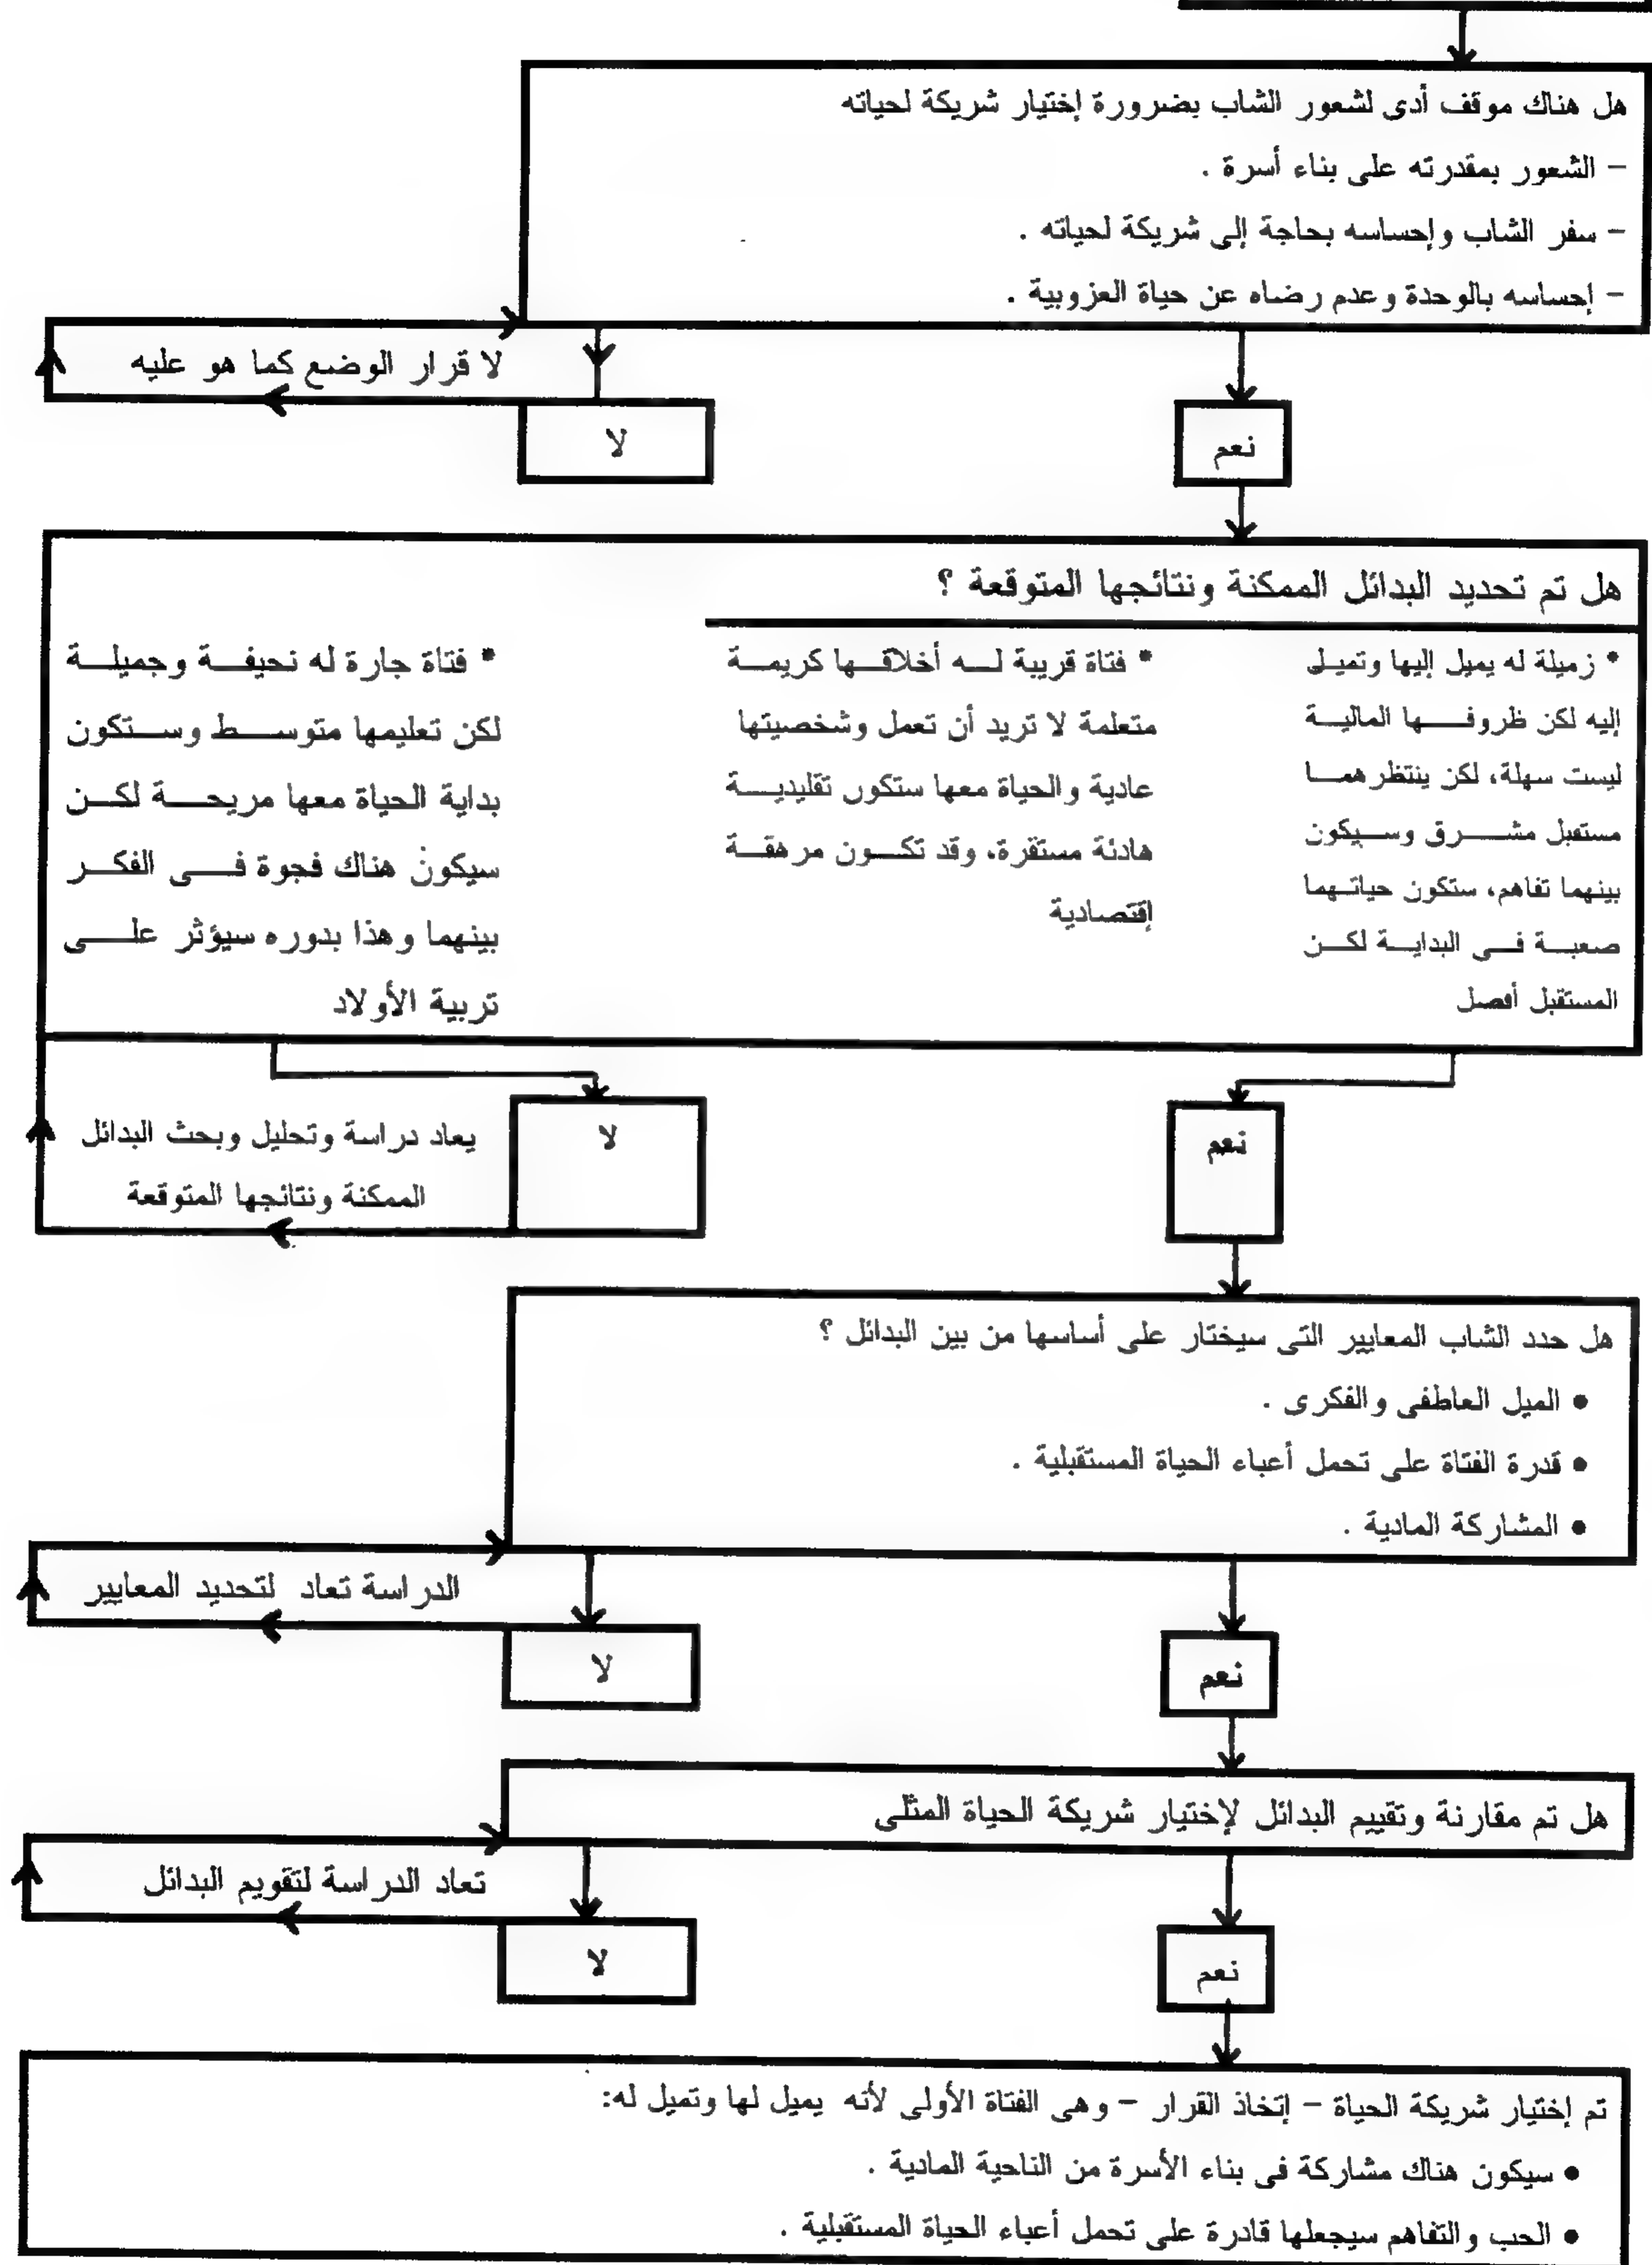 هل هناك موقف أدى لشعور الشاب بضرورة إختيار شريكة لحياته
– الشعور بمقدرته على بناء أسرة .
– سفر الشاب وإحساسه بحاجة إلى شريكة لحياته .
– إحساسه بالوحدة وعدم رضاه عن حياة العزوبية .
لا قرار الوضع كما هو عليه
نعم
لا
هل تم تحديد البدائل الممكنة ونتائجها المتوقعة ؟
* زميلة له يميل إليها وتميل
إليه لكن ظروفها المالية
ليست سهلة، لكن ينتظرهما
مستقبل مشرق وسيكون
بينهما تفاهم، ستكون حياتهما
صعبة فى البداية لكن
المستقبل أفضل
* فتاة قريبة له أخلاقها كريمة
متعلمة لا تريد أن تعمل وشخصيتها
عادية والحياة معها ستكون تقليدية
هادئة مستقرة، وقد تكون مرهقة
إقتصادية
* فتاة جارة له نحيفة وجميلة
لكن تعليمها متوسط وستكون
بداية الحياة معها مريحة لكن
سيكون هناك فجوة فى الفكر
بينهما وهذا بدوره سيؤثر على
تربية الأولاد
نعم
لا
يعاد دراسة وتحليل وبحث البدائل
الممكنة ونتائجها المتوقعة
هل حدد الشاب المعايير التى سيختار على أساسها من بين البدائل ؟
• الميل العاطفى والفكرى .
• قدرة الفتاة على تحمل أعباء الحياة المستقبلية .
• المشاركة المادية .
الدراسة تعاد لتحديد المعايير
نعم
لا
هل تم مقارنة وتقييم البدائل لإختيار شريكة الحياة المثلى
تعاد الدراسة لتقويم البدائل
نعم
لا
تم إختيار شريكة الحياة – إتخاذ القرار – وهى الفتاة الأولى لأنه يميل لها وتميل له:
• سيكون هناك مشاركة فى بناء الأسرة من الناحية المادية .
• الحب والتفاهم سيجعلها قادرة على تحمل أعباء الحياة المستقبلية .